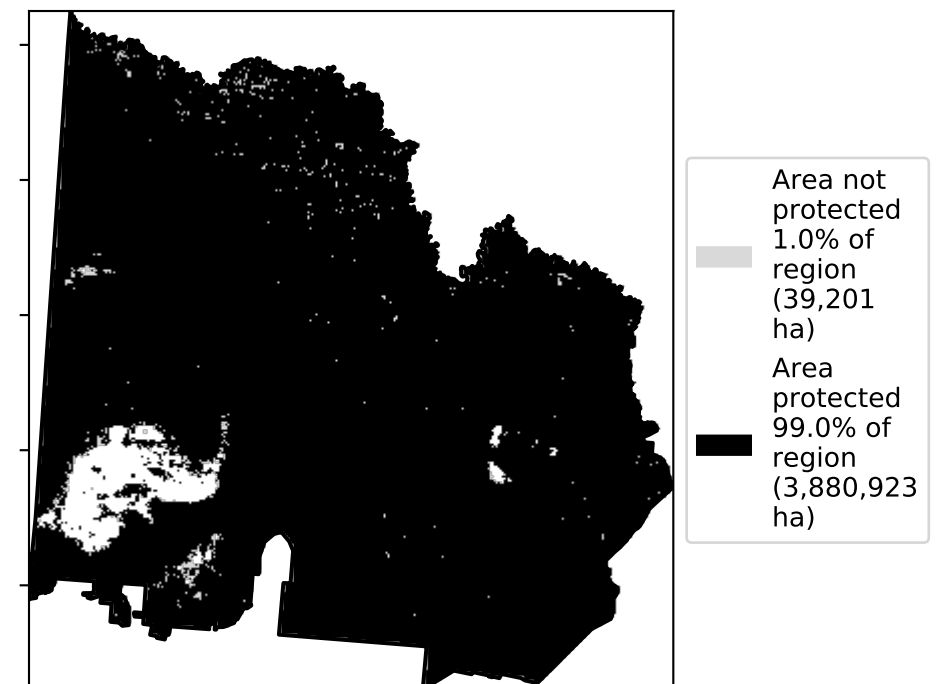 Area not
protected
1.0% of
region
(39,201
ha)
Area
protected
99.0% of
region
(3,880,923
ha)